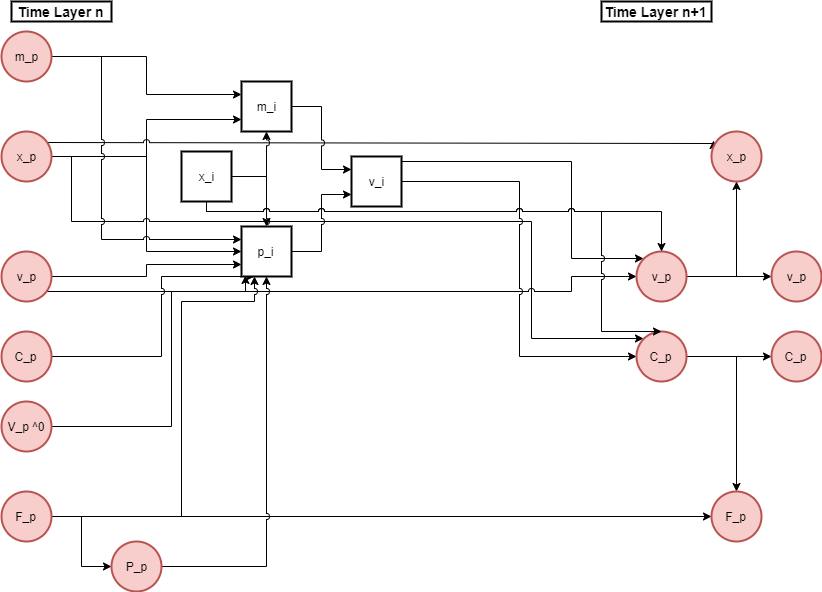 Time Layer n
Time Layer n+1
m_p
m_i
x_p
x_i
v_i
x_p
p_i
v_p
v_p
v_p
C_p
C_p
C_p
V_p ^0
F_p
F_p
P_p